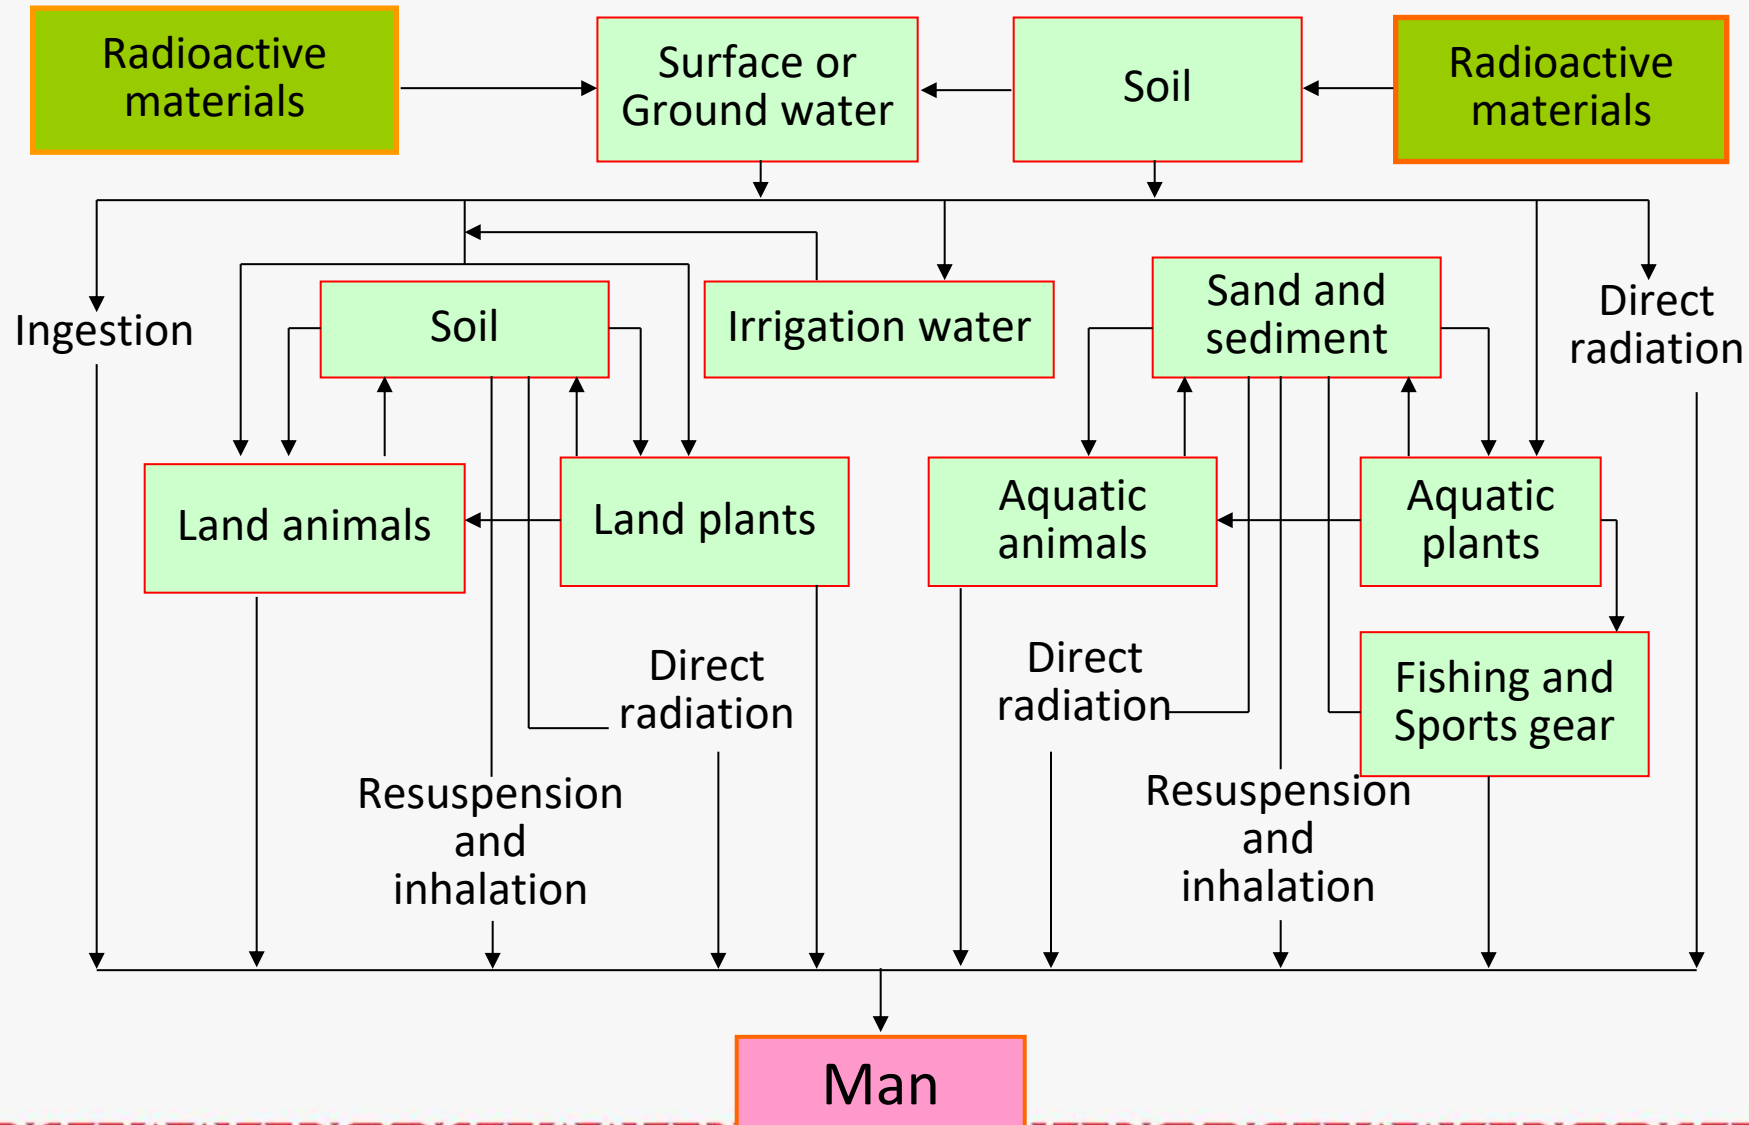 Radioactive
materials
Surface or
Ground water
Soil
Radioactive
materials
Ingestion
Soil
Irrigation water
Sand and
sediment
Direct
radiation
Land animals
Land plants
Aquatic
animals
Aquatic
plants
Direct
radiation
Direct
radiation
Fishing and
Sports gear
Resuspension
and
inhalation
Resuspension
and
inhalation
Man